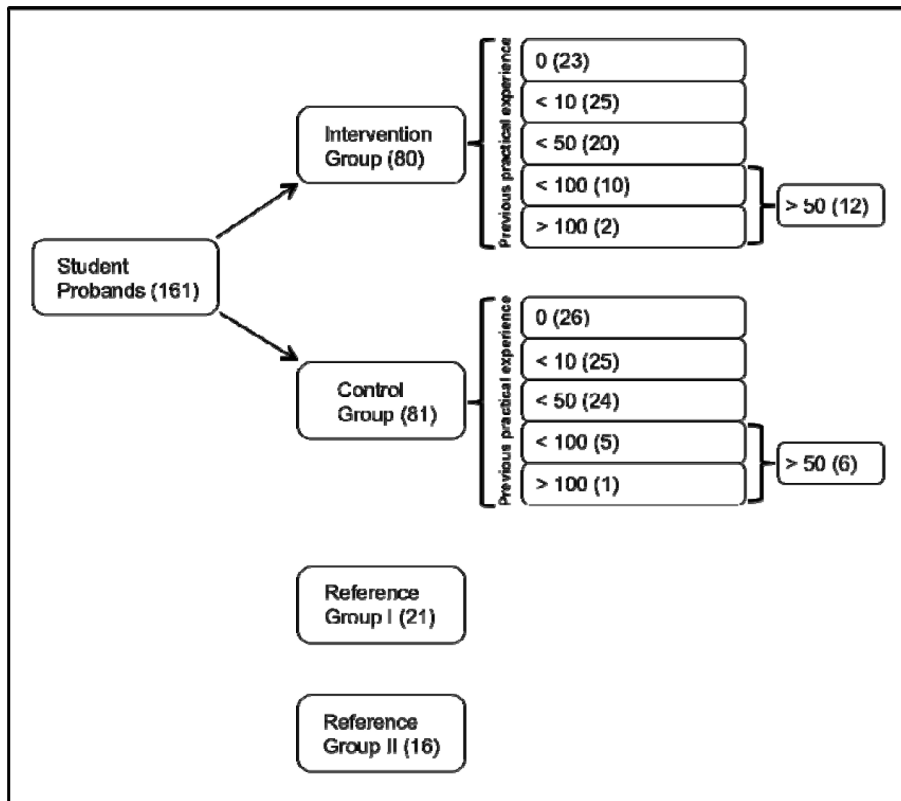 Student
Probands (161)
Intervention
Group (80)
Previous practical experience
0 (23)
< 10 (25)
< 50 (20)
< 100 (10)
> 100 (2)
> 50 (12)
Control
Group (81)
Previous practical experience
0 (26)
< 10 (25)
< 50 (24)
< 100 (5)
> 100 (1)
> 50 (6)
Reference
Group I (21)
Reference
Group II (16)